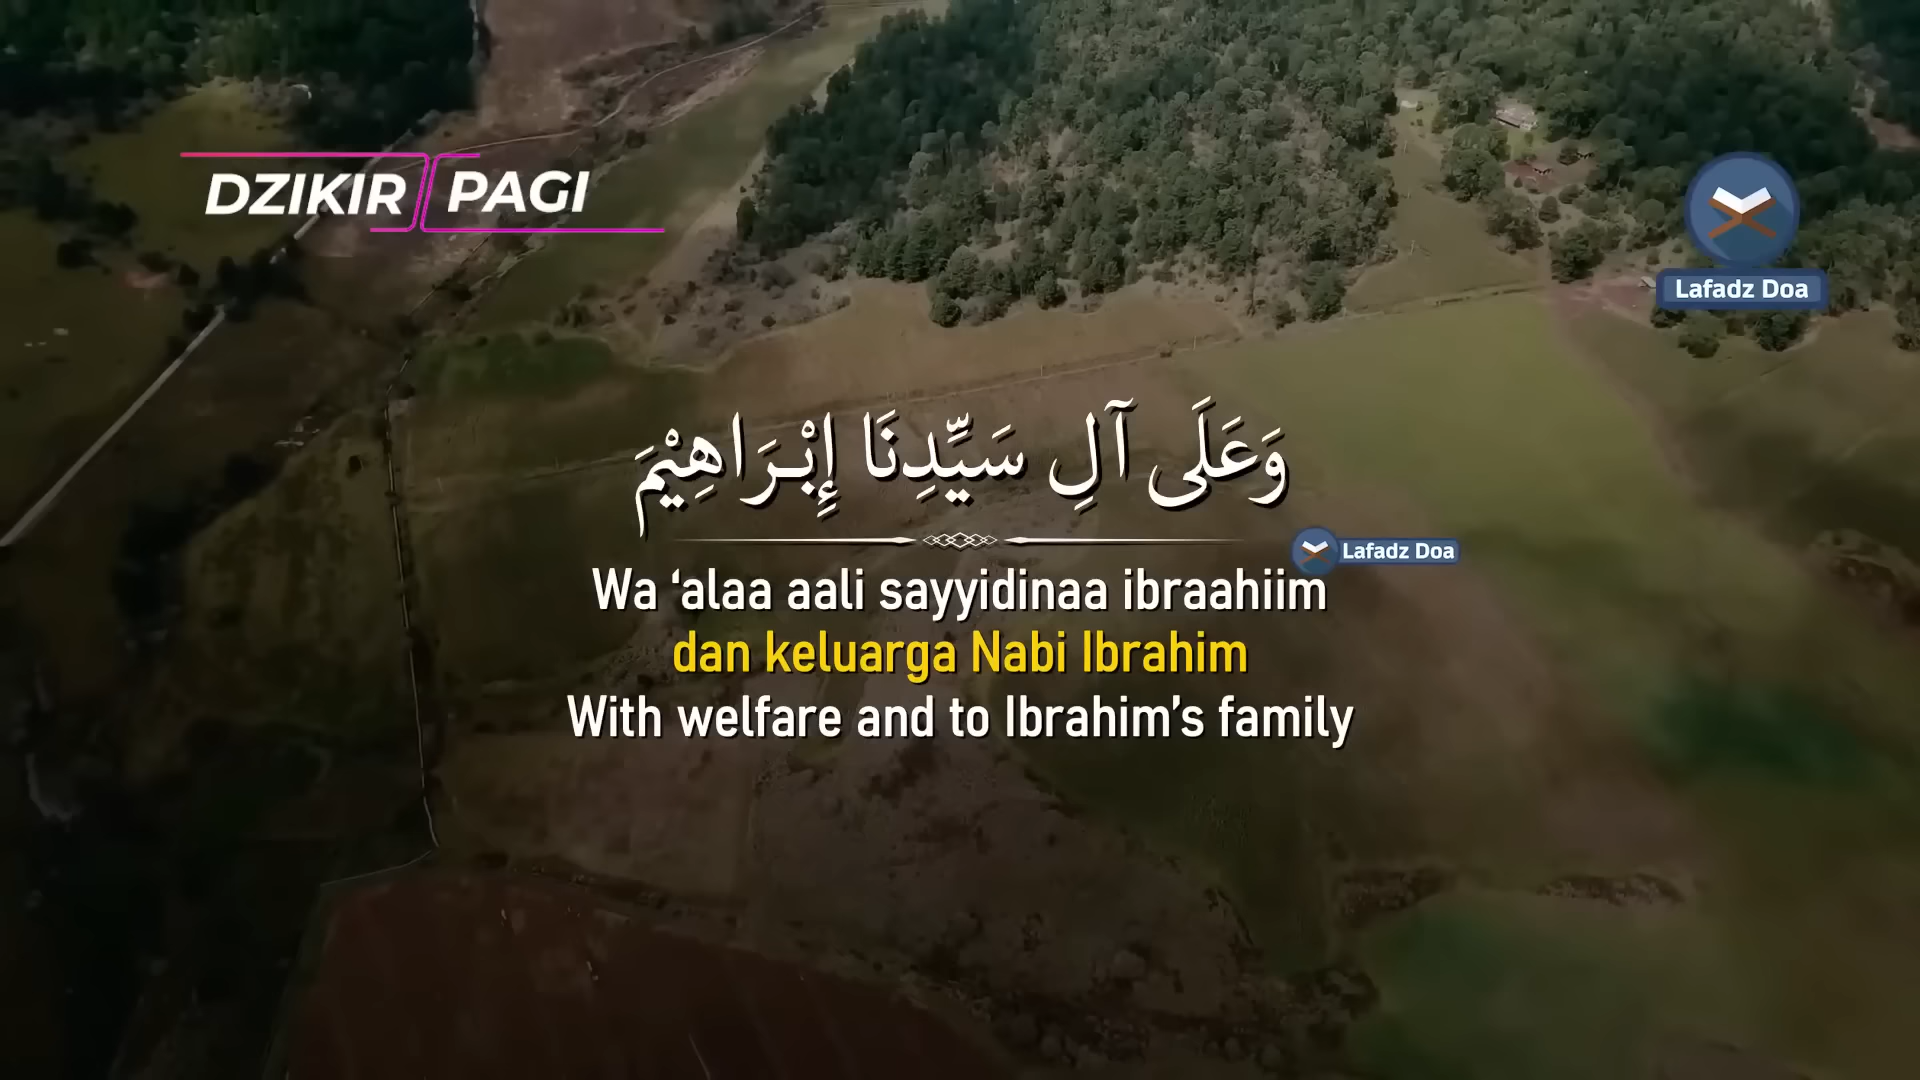 DZIKIR PAGI
Lafadz Doa
وَعَلَى آلِ سَيِّدِنَا إِبْرَاهِيْمَ
Lafadz Doa
Wa ‘alaa aali sayyidinaa ibraahiim
dan keluarga Nabi Ibrahim
With welfare and to Ibrahim’s family